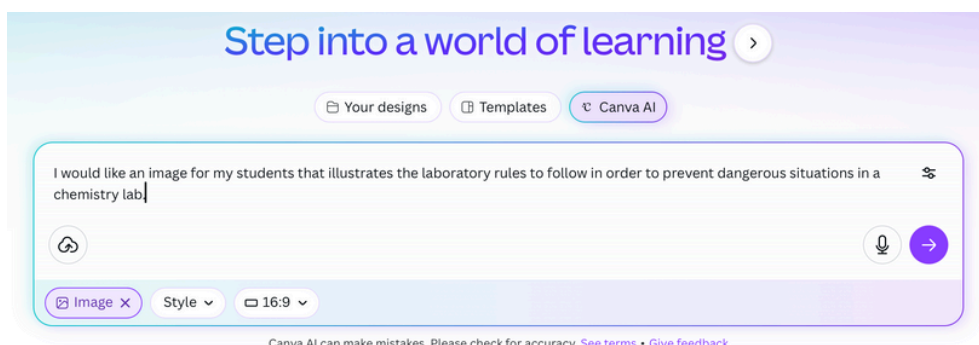 Step into a world of learning
Your designs
Templates
Canva AI
I would like an image for my students that illustrates the laboratory rules to follow in order to prevent dangerous situations in a
chemistry lab.
Image
Style
16:9
Canva AI can make mistakes. Please check for accuracy. See terms • Give feedback